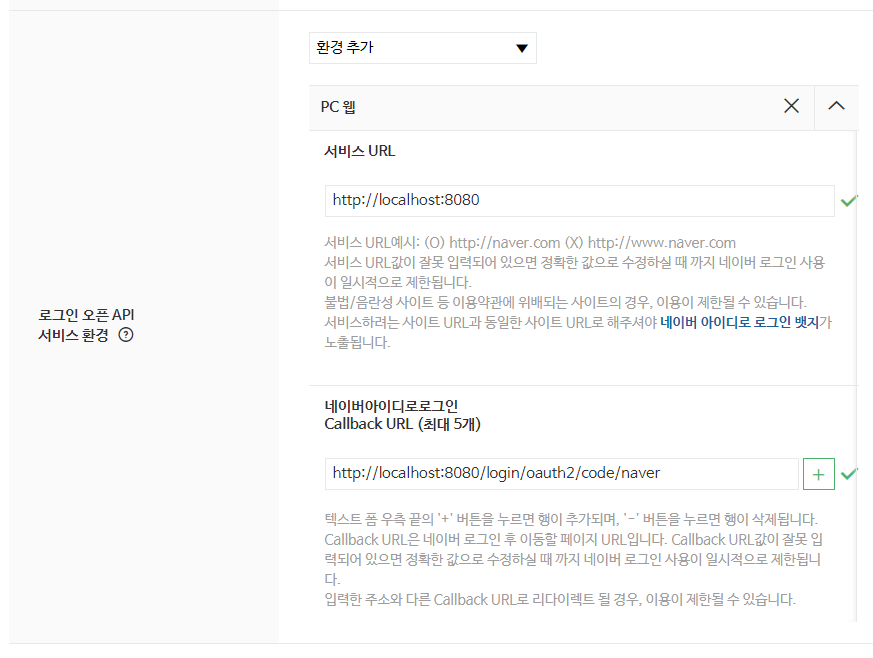 환경 추가
PC 웹
서비스 URL
http://localhost:8080
서비스 URL예시: (O) http://naver.com (X) http://www.naver.com
서비스 URL값이 잘못 입력되어 있으면 정확한 값으로 수정하실 때 까지 네이버 로그인 사용
이 일시적으로 제한됩니다.
불법/음란성 사이트 등 이용약관에 위배되는 사이트의 경우, 이용이 제한될 수 있습니다.
서비스하려는 사이트 URL과 동일한 사이트 URL로 해주셔야 네이버 아이디로 로그인 뱃지가
노출됩니다.
로그인 오픈 API
서비스 환경 ?
네이버아이디로로그인
Callback URL (최대 5개)
http://localhost:8080/login/oauth2/code/naver
+
텍스트 폼 우측 끝의 '+' 버튼을 누르면 행이 추가되며, '-' 버튼을 누르면 행이 삭제됩니다.
Callback URL은 네이버 로그인 후 이동할 페이지 URL입니다. Callback URL값이 잘못 입
력되어 있으면 정확한 값으로 수정하실 때 까지 네이버 로그인 사용이 일시적으로 제한됩니
다.
입력한 주소와 다른 Callback URL로 리다이렉트 될 경우, 이용이 제한될 수 있습니다.